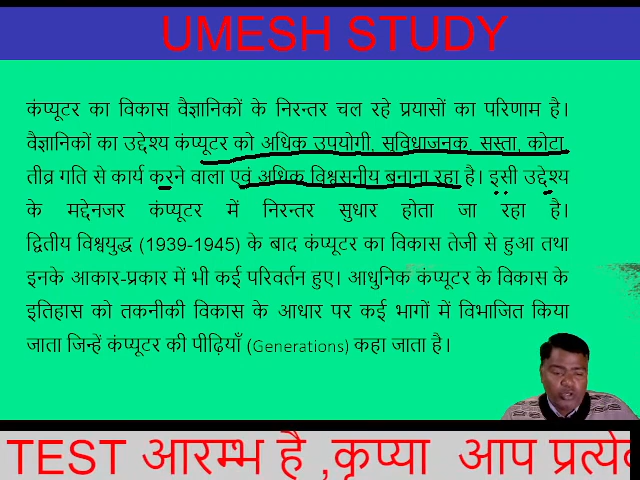 UMESH STUDY
कंप्यूटर का विकास वैज्ञानिकों के निरन्तर चल रहे प्रयासों का परिणाम है।
वैज्ञानिकों का उद्देश्य कंप्यूटर को अधिक उपयोगी, सुविधाजनक, सस्ता, कोटा,
तीव्र गति से कार्य करने वाला एवं अधिक विश्वसनीय बनाना रहा है। इसी उद्देश्य
के मद्देनजर कंप्यूटर में निरन्तर सुधार होता जा रहा है।
द्वितीय विश्वयुद्ध (1939-1945) के बाद कंप्यूटर का विकास तेजी से हुआ तथा
इनके आकार-प्रकार में भी कई परिवर्तन हुए। आधुनिक कंप्यूटर के विकास के
इतिहास को तकनीकी विकास के आधार पर कई भागों में विभाजित किया
जाता जिन्हें कंप्यूटर की पीढ़ियाँ (Generations) कहा जाता है।
TEST आरम्भ है ,कृप्या आप